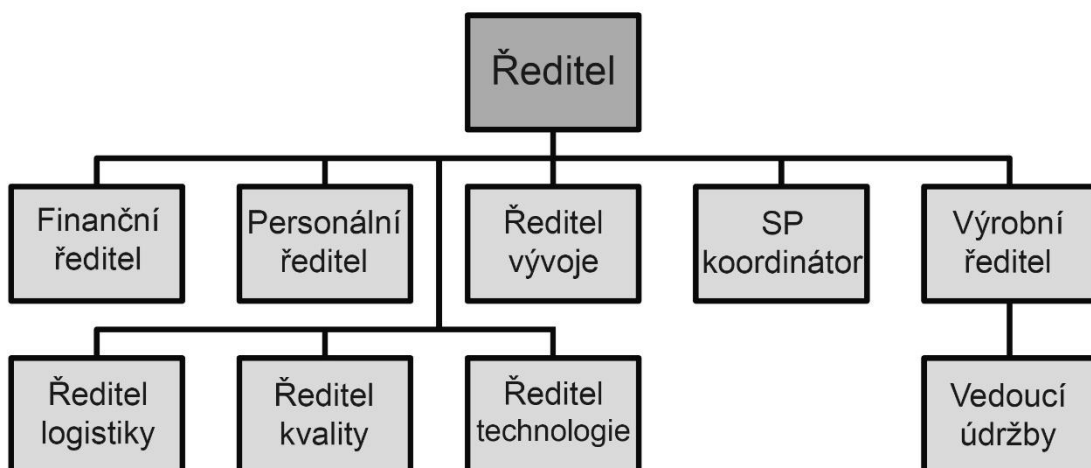 Ředitel
Finanční
ředitel
Personální
ředitel
Ředitel
vývoje
SP
koordinátor
Výrobní
ředitel
Ředitel
logistiky
Ředitel
kvality
Ředitel
technologie
Vedoucí
údržby